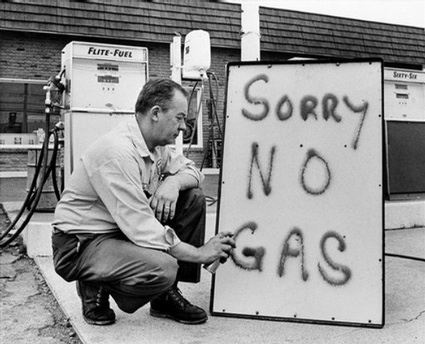 FLITE-FUEL
SIXTY-SIX
SORRY
NO
GAS